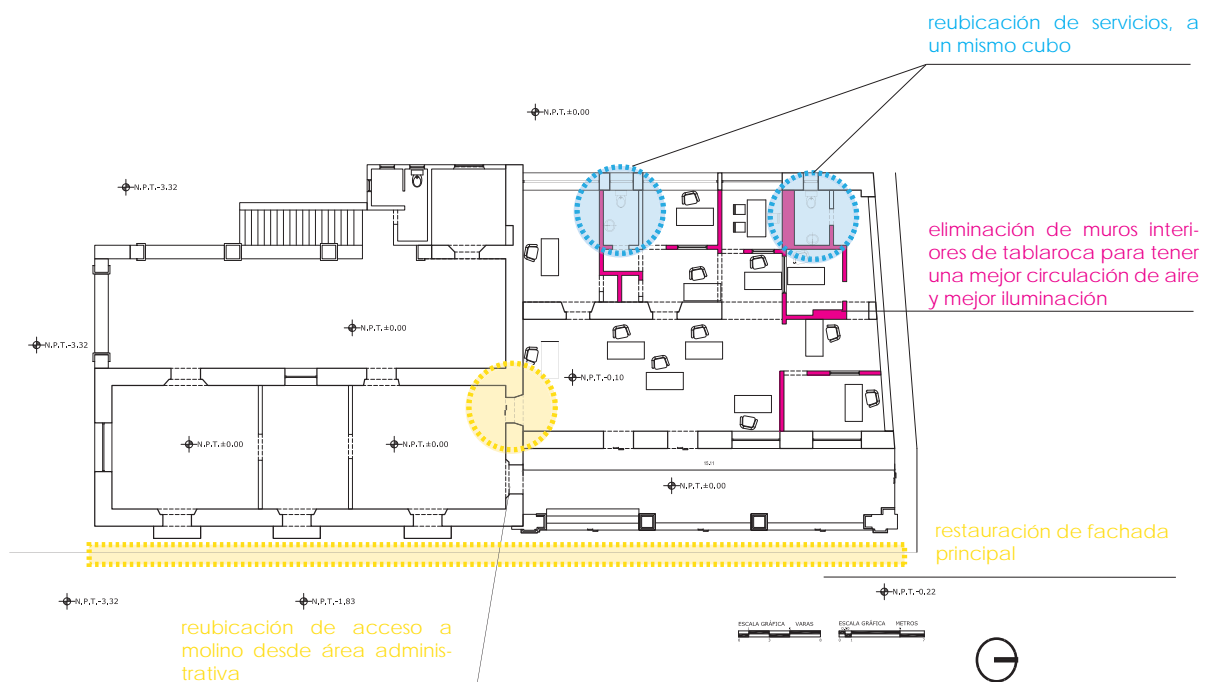 reubicación de servicios, a
un mismo cubo
N.P.T.±0.00
N.P.T.-3.32
eliminación de muros interi-
ores de tablaroca para tener
una mejor circulación de aire
y mejor iluminación
N.P.T.±0.00
N.P.T.-3.32
N.P.T.-0.10
N.P.T.±0.00
N.P.T.±0.00
N.P.T.±0.00
restauración de fachada
principal
N.P.T.-3.32
N.P.T.-1.83
N.P.T.-0.22
reubicación de acceso a
molino desde área adminis-
trativa
ESCALA GRÁFICA VARAS
ESCALA GRÁFICA METROS